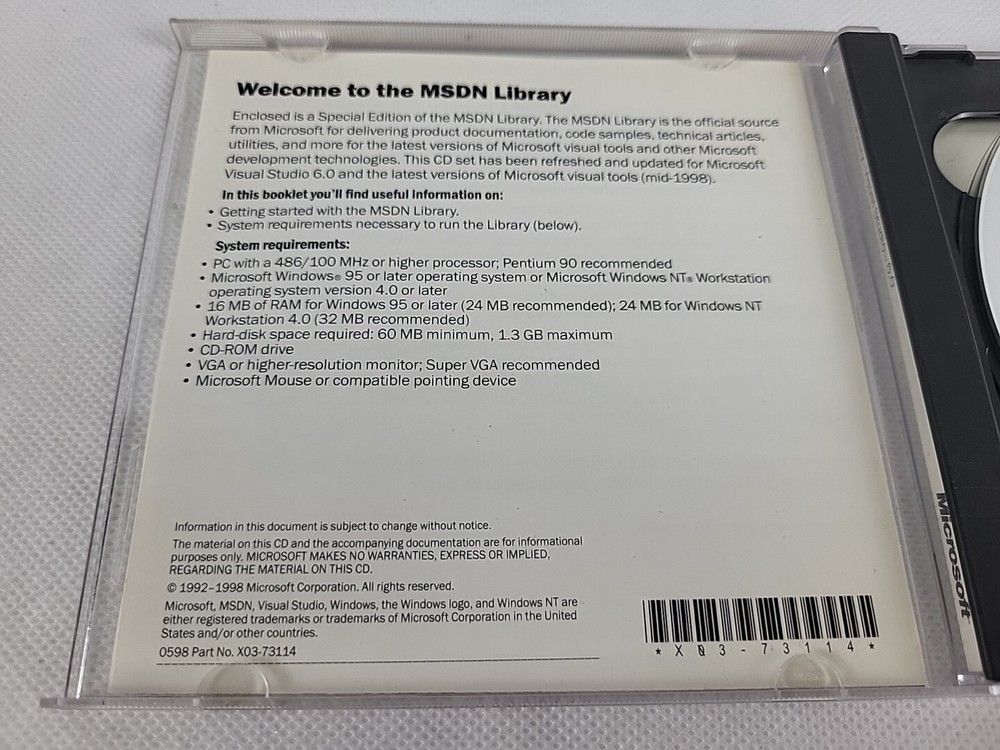 Welcome to the MSDN Library
Enclosed is a Special Edition of the MSDN Library. The MSDN Library is the official source
from Microsoft for delivering product documentation, code samples, technical articles,
utilities, and more for the latest versions of Microsoft visual tools and other Microsoft
development technologies. This CD set has been refreshed and updated for Microsoft
Visual Studio 6.0 and the latest versions of Microsoft visual tools (mid-1998).
In this booklet you'll find useful information on:
• Getting started with the MSDN Library.
• System requirements necessary to run the Library (below).
System requirements:
• PC with a 486/100 MHz or higher processor; Pentium 90 recommended
• Microsoft Windows® 95 or later operating system or Microsoft Windows NT® Workstation
operating system version 4.0 or later
• 16 MB of RAM for Windows 95 or later (24 MB recommended); 24 MB for Windows NT
Workstation 4.0 (32 MB recommended)
• Hard-disk space required: 60 MB minimum, 1.3 GB maximum
• CD-ROM drive
• VGA or higher-resolution monitor; Super VGA recommended
• Microsoft Mouse or compatible pointing device
Information in this document is subject to change without notice.
The material on this CD and the accompanying documentation are for informational
purposes only. MICROSOFT MAKES NO WARRANTIES, EXPRESS OR IMPLIED,
REGARDING THE MATERIAL ON THIS CD.
© 1992–1998 Microsoft Corporation. All rights reserved.
Microsoft, MSDN, Visual Studio, Windows, the Windows logo, and Windows NT are
either registered trademarks or trademarks of Microsoft Corporation in the United
States and/or other countries.
0598 Part No. X03-73114
*X03-73114*
Microsoft